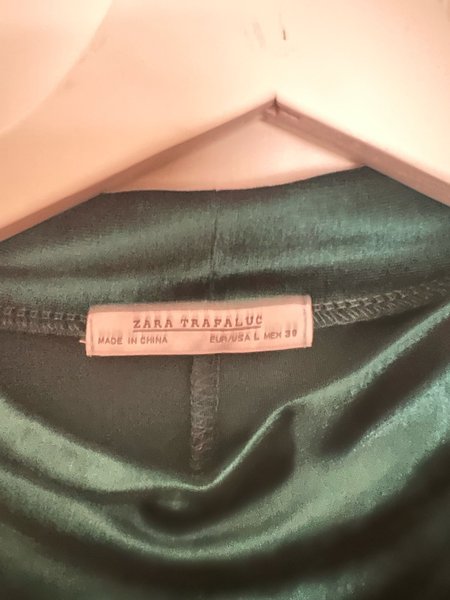 ZARA TRAFALUC
MADE IN CHINA EUR/USA L MEX 30